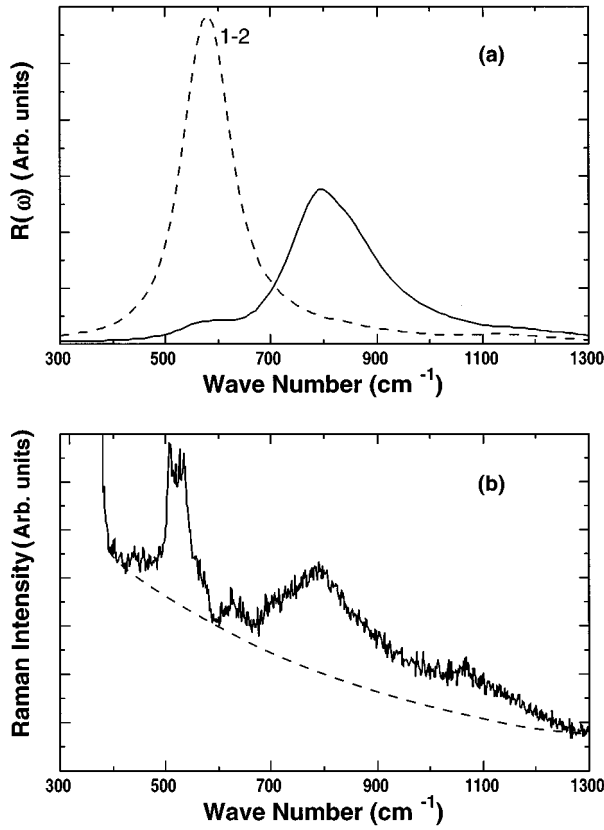 1-2
(a)
R(ω) (Arb. units)
300 500 700 900 1100 1300
Wave Number (cm -1)
(b)
Raman Intensity (Arb. units)
300 500 700 900 1100 1300
Wave Number (cm-1)